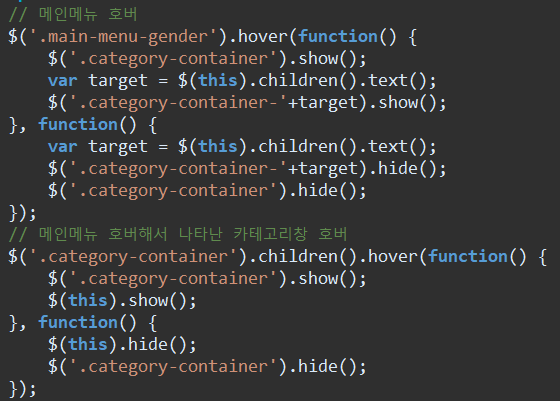 // 메인메뉴 호버
$('.main-menu-gender').hover(function() {
    $('.category-container').show();
    var target = $(this).children().text();
    $('.category-container-'+target).show();
}, function() {
    var target = $(this).children().text();
    $('.category-container-'+target).hide();
    $('.category-container').hide();
});
// 메인메뉴 호버해서 나타난 카테고리창 호버
$('.category-container').children().hover(function() {
    $('.category-container').show();
    $(this).show();
}, function() {
    $(this).hide();
    $('.category-container').hide();
});